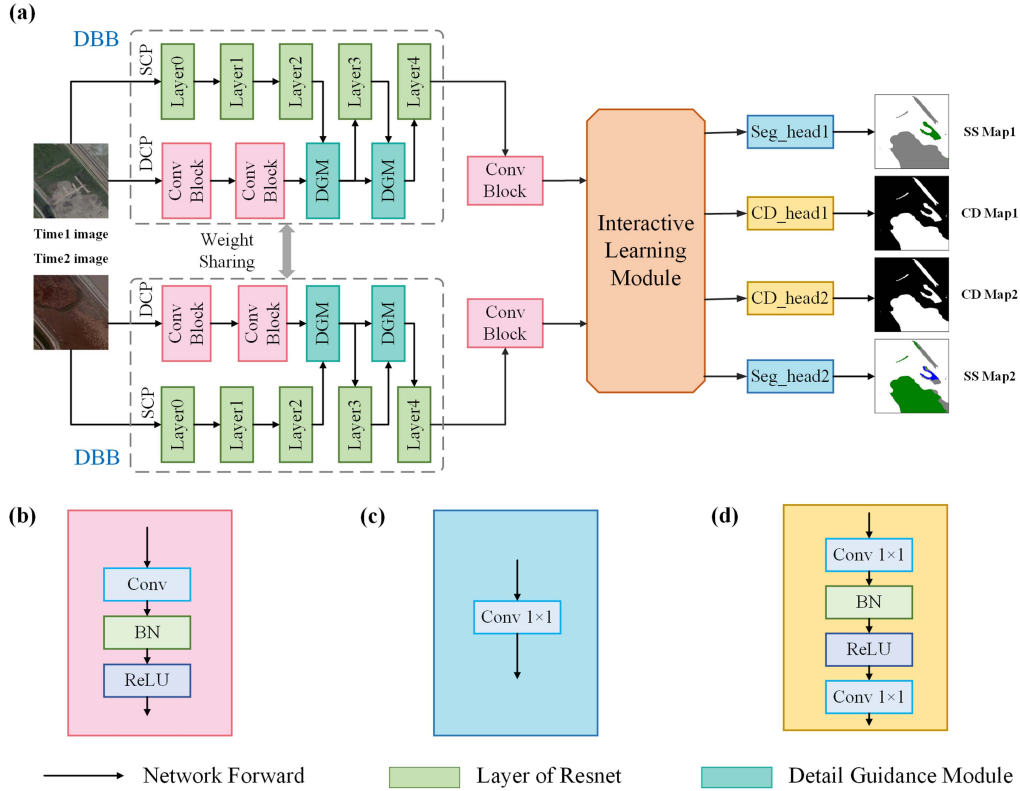 (a)
DBB
SCP
Layer0
Layer1
Layer2
Layer3
Layer4
DCP
Conv
Block
Conv
Block
DGM
DGM
Conv
Block
Time1 image
Weight
Sharing
Time2 image
DCP
Conv
Block
Conv
Block
DGM
DGM
Conv
Block
SCP
Layer0
Layer1
Layer2
Layer3
Layer4
DBB
Interactive
Learning
Module
Seg_head1
SS Map1
CD_head1
CD Map1
CD_head2
CD Map2
Seg_head2
SS Map2
(b)
Conv
BN
ReLU
(c)
Conv 1×1
(d)
Conv 1×1
BN
ReLU
Conv 1×1
Network Forward
Layer of Resnet
Detail Guidance Module